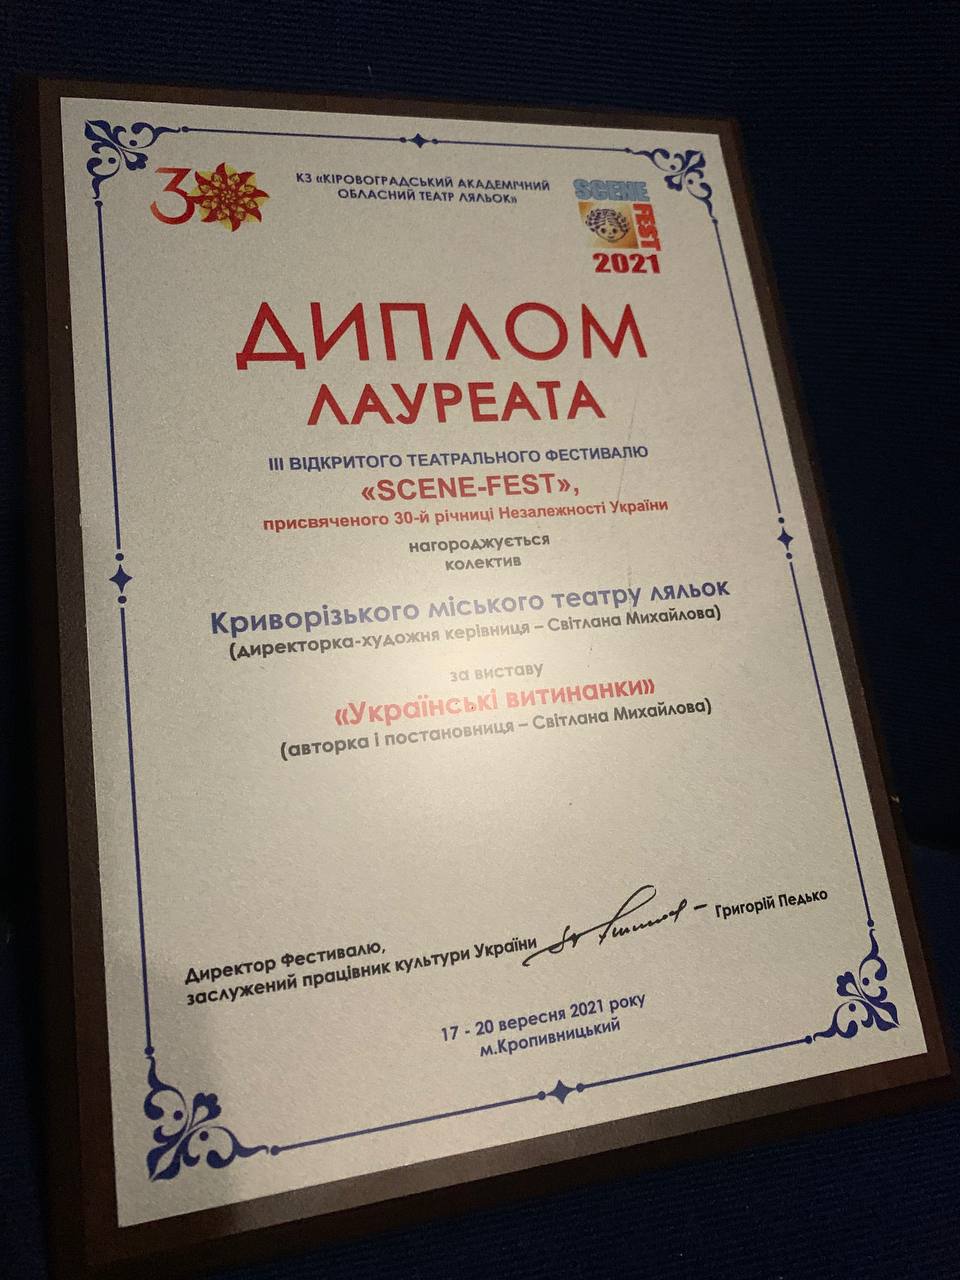 30
КЗ «КІРОВОГРАДСЬКИЙ АКАДЕМІЧНИЙ
ОБЛАСНИЙ ТЕАТР ЛЯЛЬОК»
SCENE
FEST
2021
ДИПЛОМ
ЛАУРЕАТА
ІІІ ВІДКРИТОГО ТЕАТРАЛЬНОГО ФЕСТИВАЛЮ
«SCENE-FEST»,
присвяченого 30-й річниці Незалежності України
нагороджується
колектив
Криворізького міського театру ляльок
(директорка-художня керівниця – Світлана Михайлова)
за виставу
«Українські витинанки»
(авторка і постановниця – Світлана Михайлова)
Директор Фестивалю,
заслужений працівник культури України – Григорій Педько
17 - 20 вересня 2021 року
м.Кропивницький